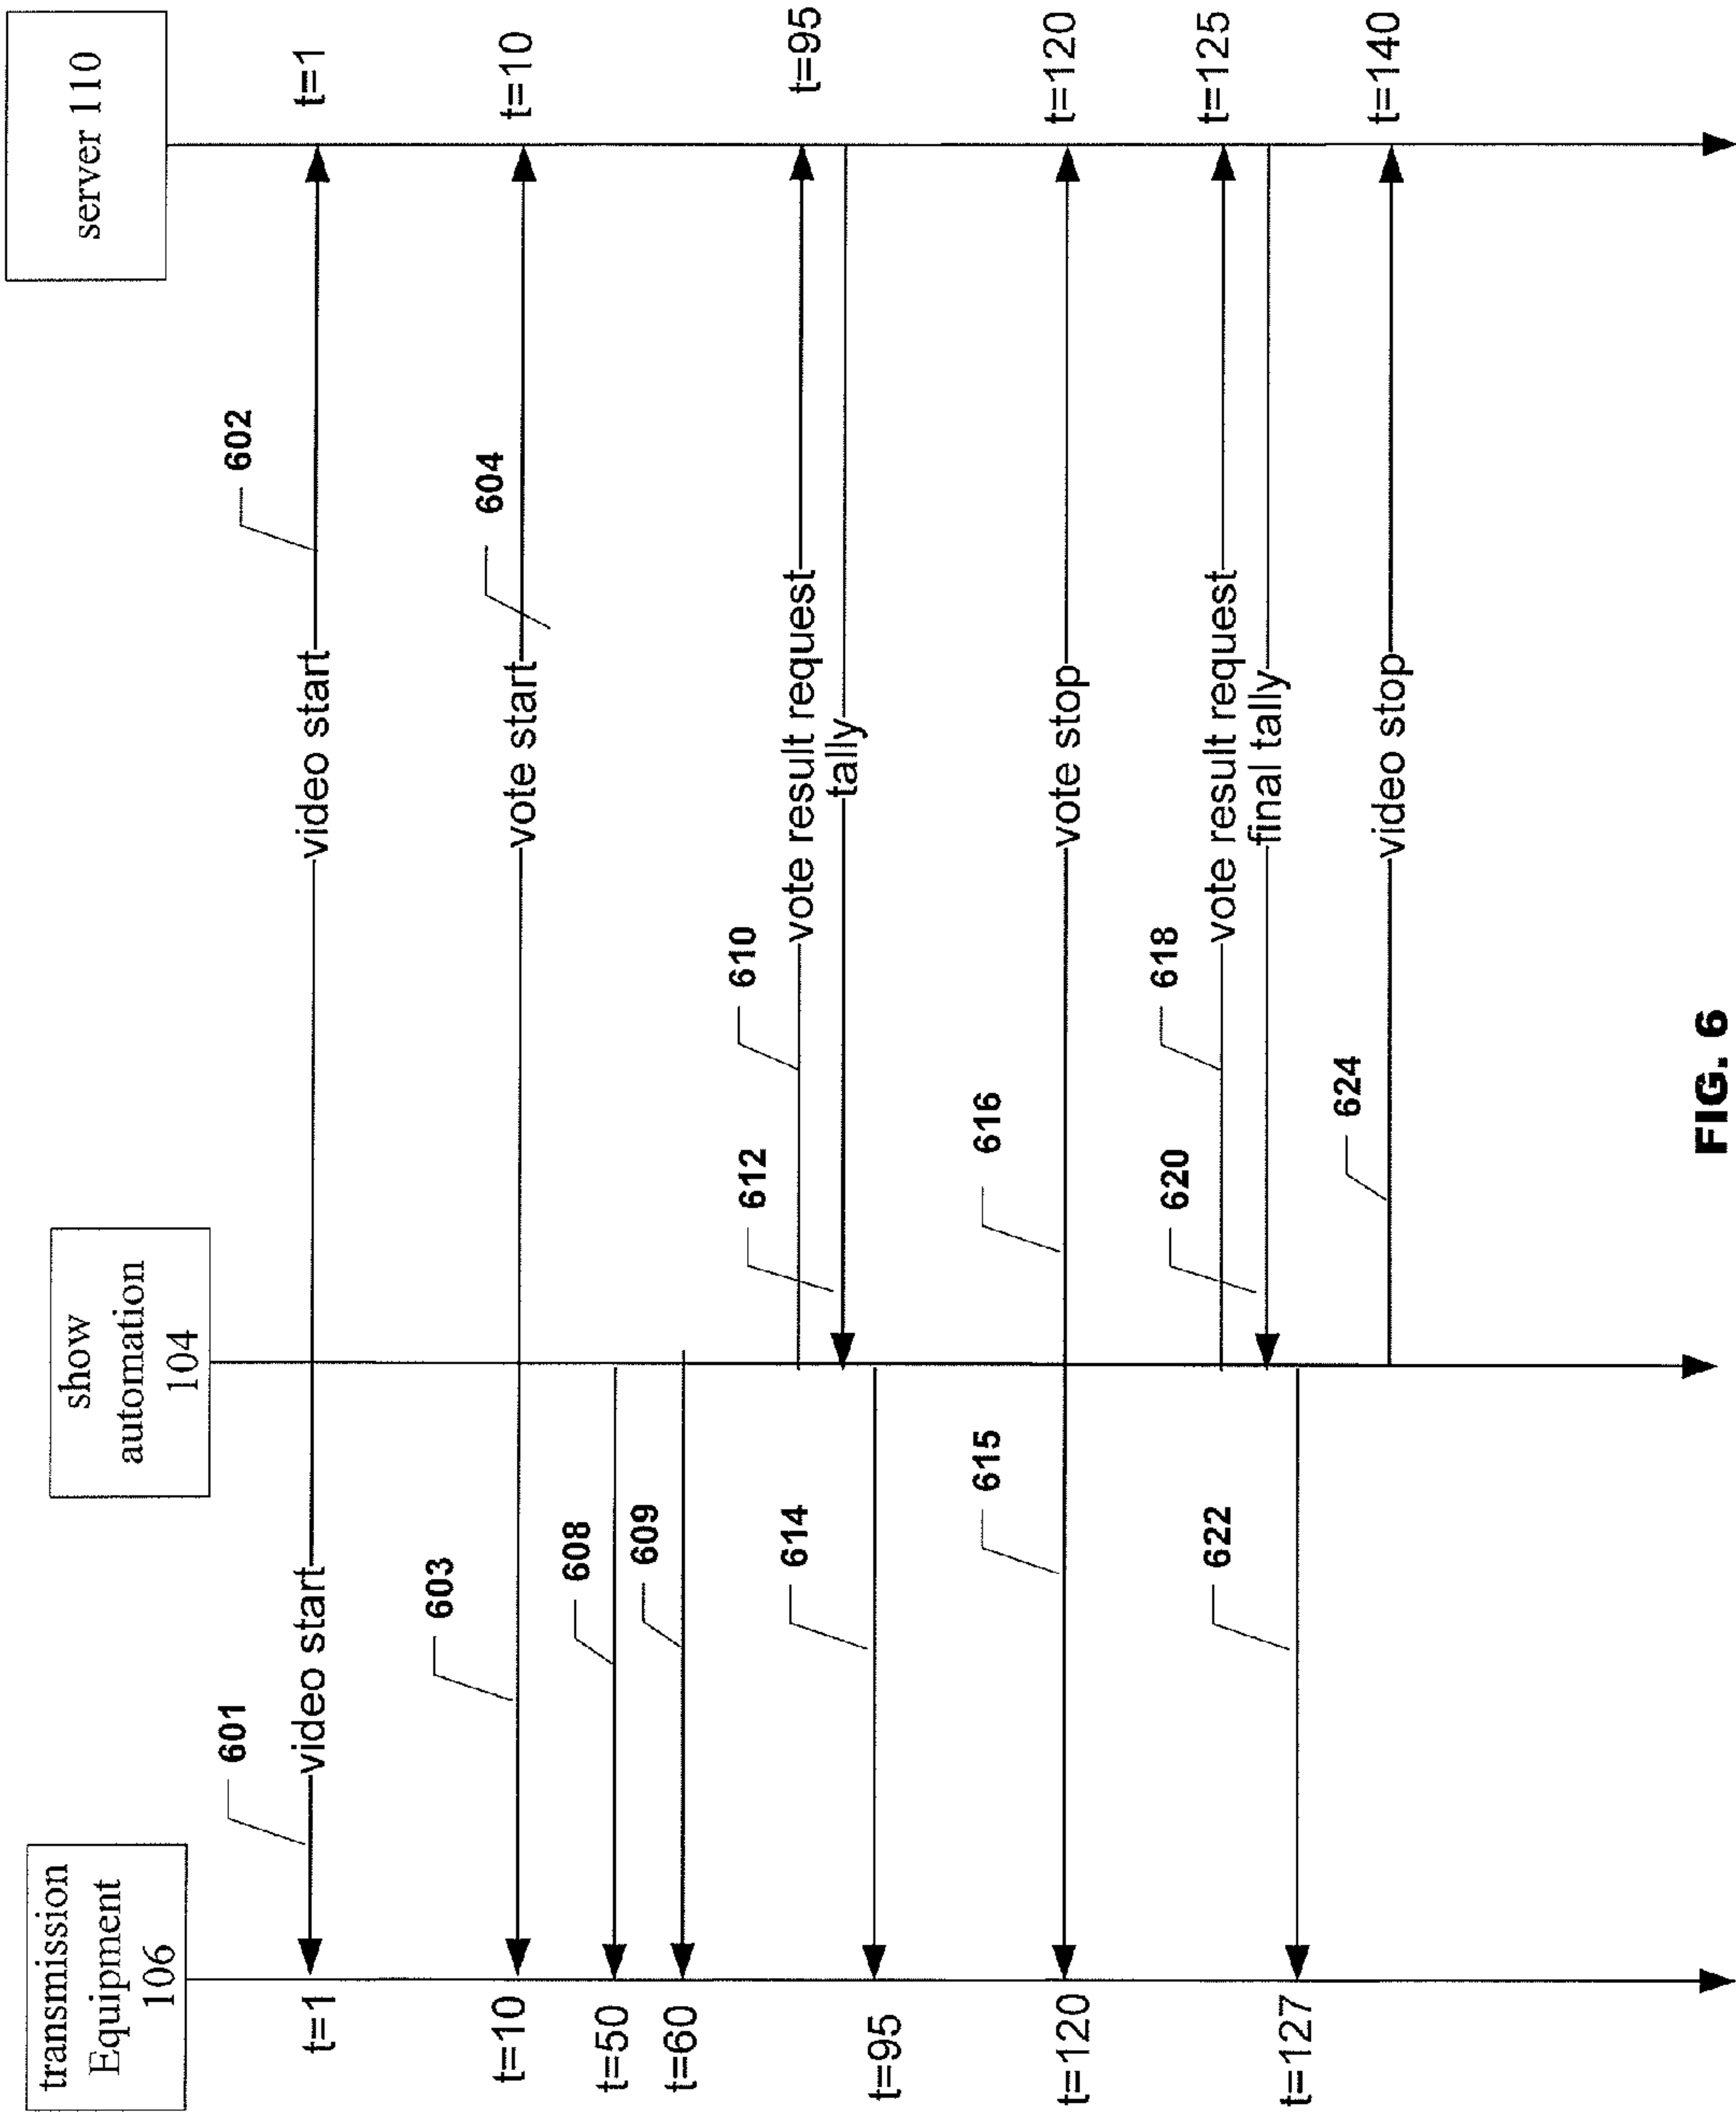 transmission
Equipment
106
show
automation
104
server 110
601
602
t=1
video start
video start
t=1
603
604
t=10
vote start
t=10
608
t=50
609
t=60
610
vote result request
t=95
612
tally
614
t=95
615
616
t=120
vote stop
t=120
618
vote result request
t=125
620
final tally
622
t=127
624
video stop
t=140
FIG. 6